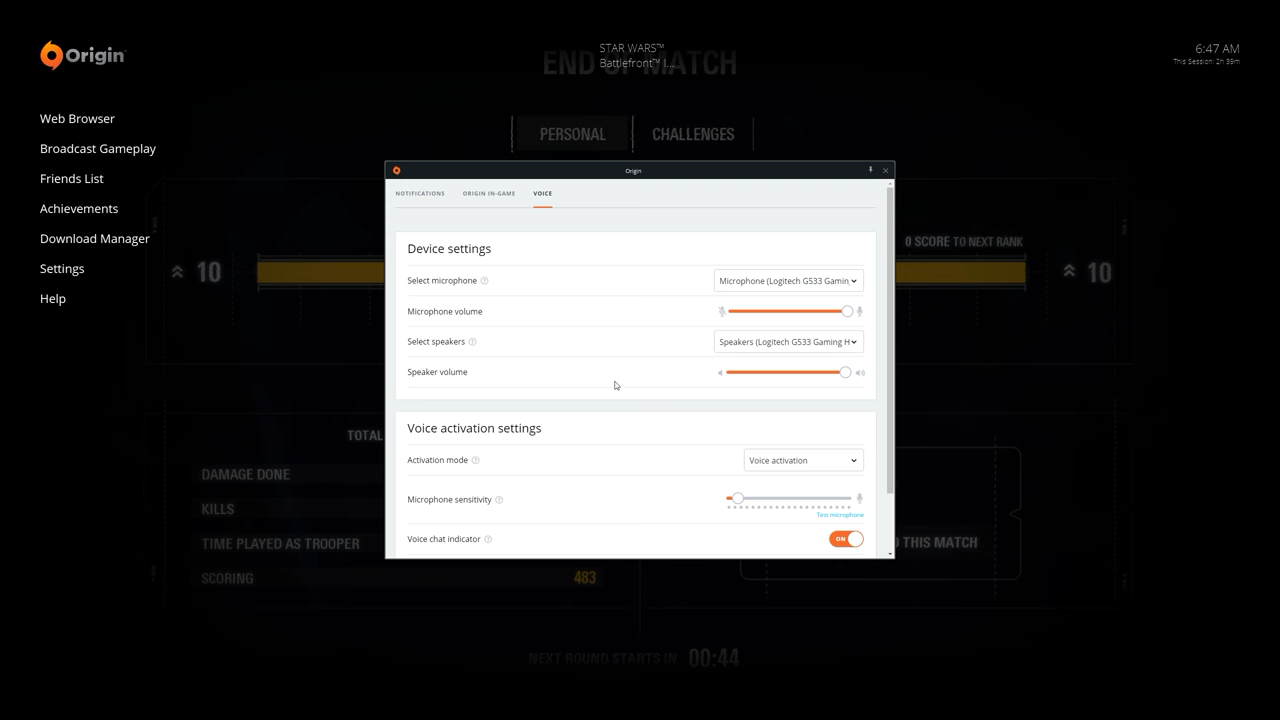 Origin
STAR WARS™
Battlefront™ I...
6:47 AM
This Session: 2h 39m
END OF MATCH
Web Browser
Broadcast Gameplay
Friends List
Achievements
Download Manager
Settings
Help
PERSONAL
CHALLENGES
Origin
NOTIFICATIONS
ORIGIN IN-GAME
VOICE
Device settings
Select microphone
Microphone (Logitech G533 Gamin
Microphone volume
Select speakers
Speakers (Logitech G533 Gaming H
Speaker volume
Voice activation settings
Activation mode
Voice activation
Microphone sensitivity
Test microphone
Voice chat indicator
ON
10
0 SCORE TO NEXT RANK
10
TOTAL
DAMAGE DONE
KILLS
TIME PLAYED AS TROOPER
SCORING
483
THIS MATCH
NEXT ROUND STARTS IN 00:44